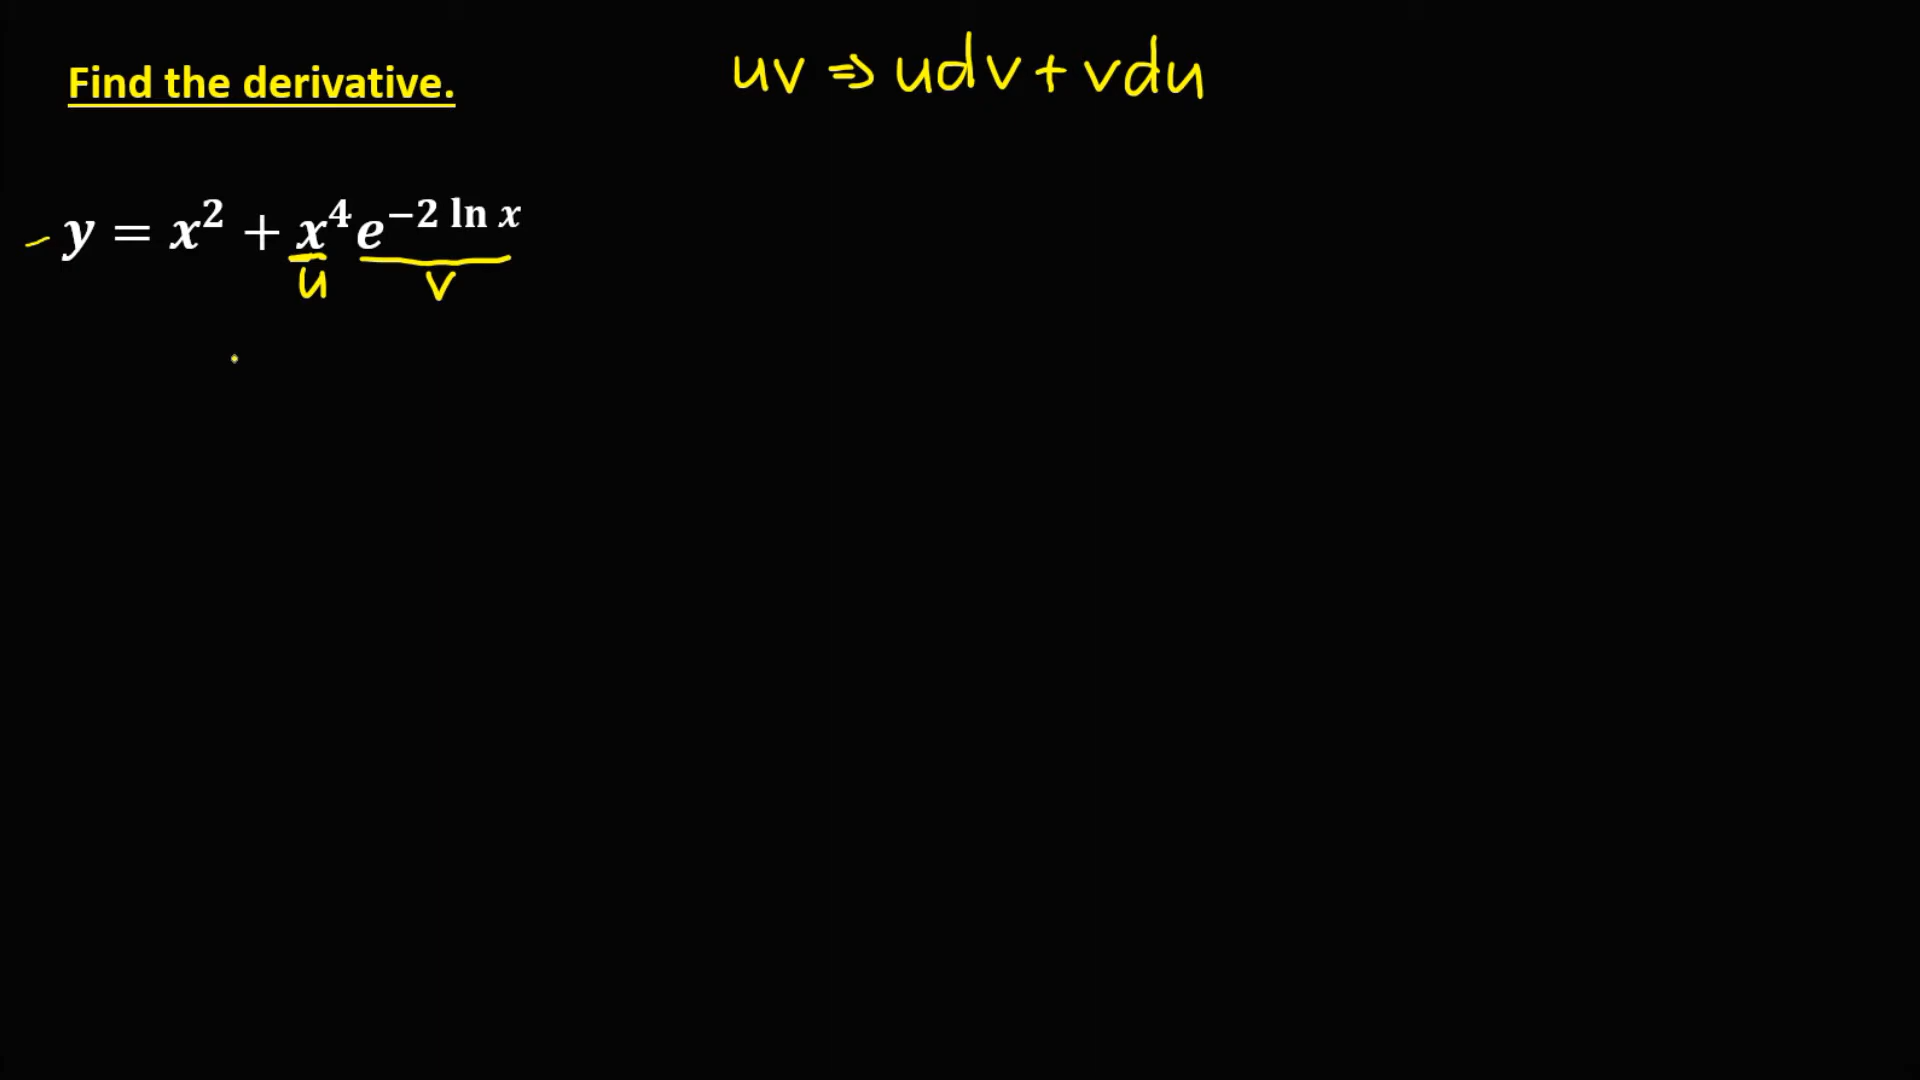 Find the derivative.
uv ⇒ udv + vdu
y = x² + x⁴e^{−2 ln x}
u v